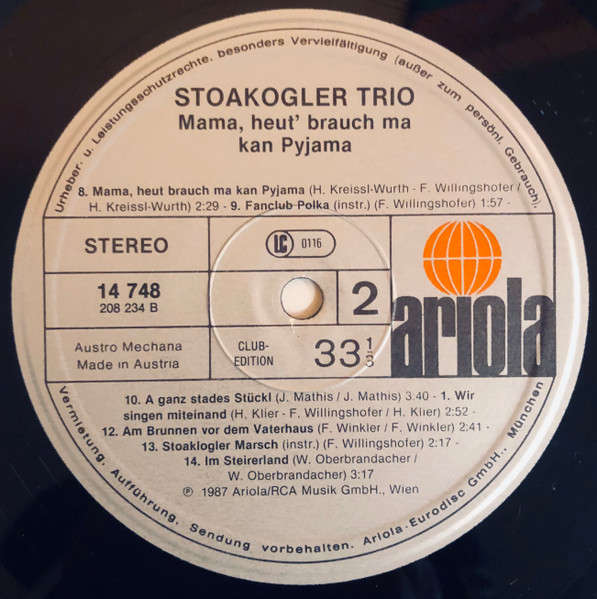 Urheber- u. Leistungsschutzrechte, besonders Vervielfältigung (außer zum persönl. Gebrauch),
STOAKOGLER TRIO
Mama, heut' brauch ma
kan Pyjama
8. Mama, heut brauch ma kan Pyjama (H. Kreissl-Wurth - F. Willingshofer /
H. Kreissl-Wurth) 2:29 - 9. Fanclub Polka (instr.) (F. Willingshofer) 1:57 -
STEREO
LC 0116
14 748
208 234 B
2
ariola
Austro Mechana
Made in Austria
CLUB-
EDITION
33 1/3
10. A ganz stades Stückl (J. Mathis / J. Mathis) 3:40 - 1. Wir
singen miteinand (H. Klier - F. Willingshofer / H. Klier) 2:52 -
12. Am Brunnen vor dem Vaterhaus (F. Winkler / F. Winkler) 2:41 -
13. Stoaklogler Marsch (instr.) (F. Willingshofer) 2:17 -
14. Im Steirerland (W. Oberbrandacher /
W. Oberbrandacher) 3:17
℗ 1987 Ariola/RCA Musik GmbH., Wien
Vermietung, Aufführung, Sendung vorbehalten. Ariola-Eurodisc GmbH., München